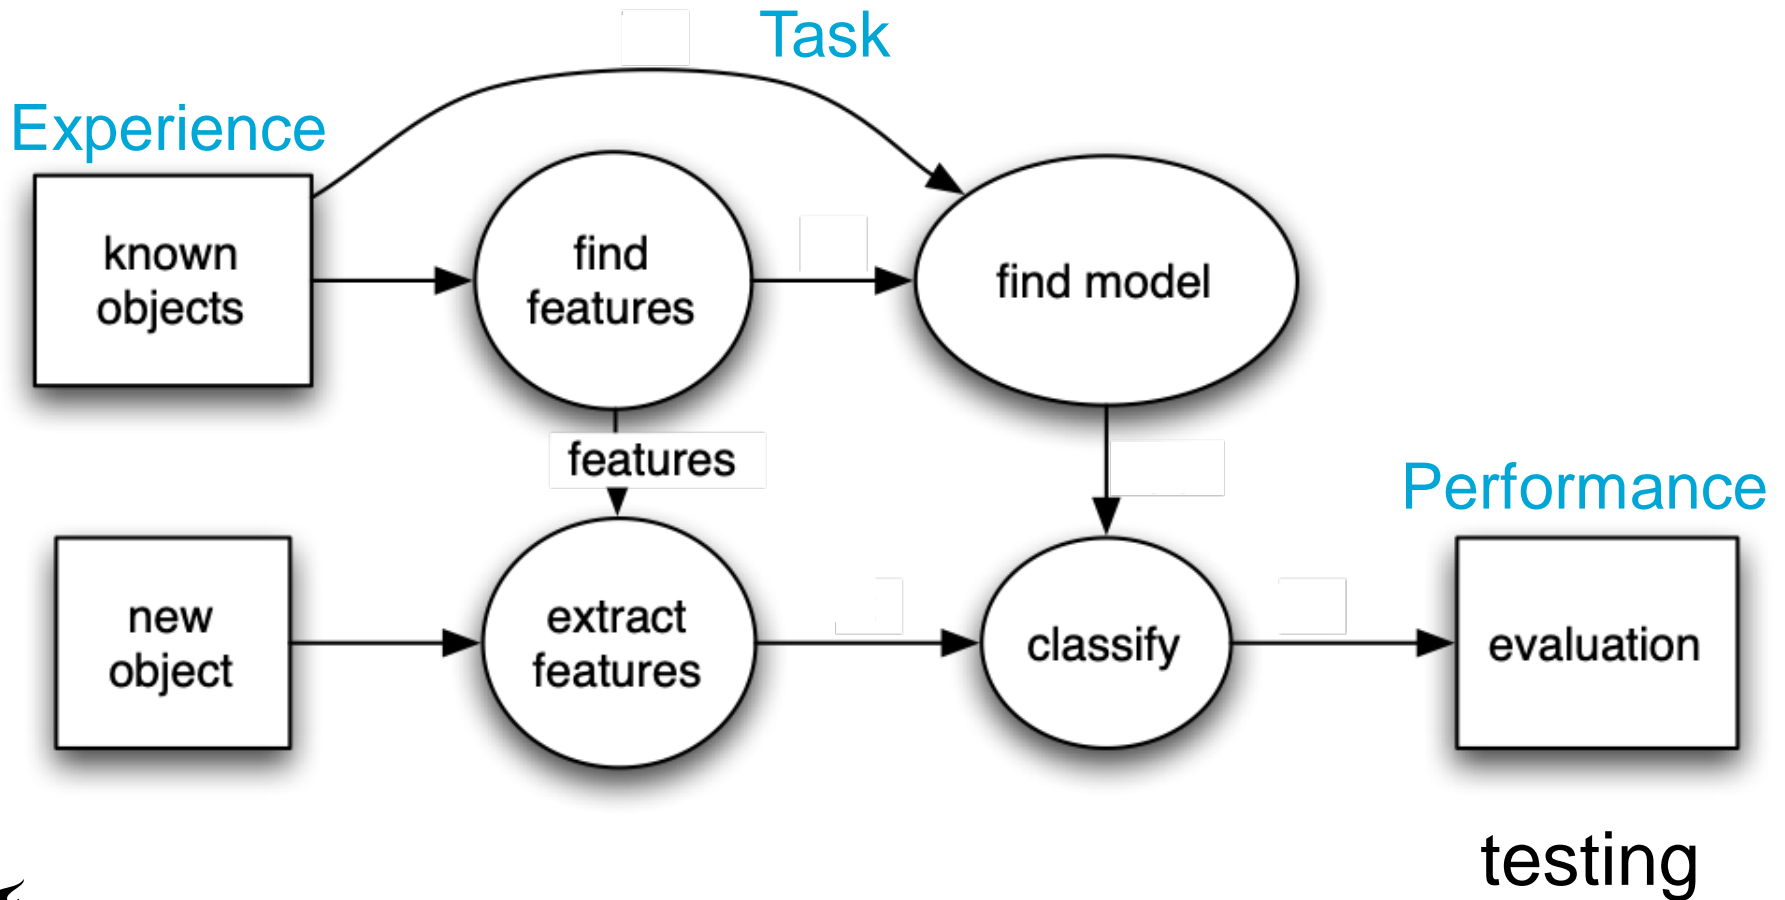 Task
Experience
known
objects
find
features
find model
features
Performance
new
object
extract
features
classify
evaluation
testing